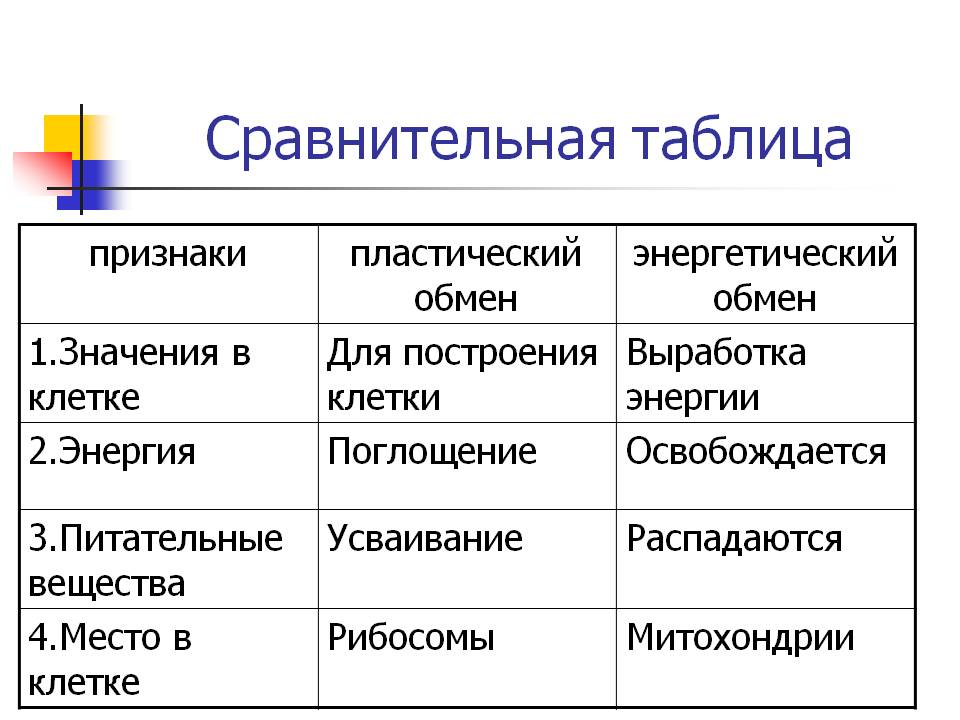 Сравнительная таблица
признаки
пластический
обмен
энергетический
обмен
1.Значения в
клетке
Для построения
клетки
Выработка
энергии
2.Энергия
Поглощение
Освобождается
3.Питательные
вещества
Усваивание
Распадаются
4.Место в
клетке
Рибосомы
Митохондрии